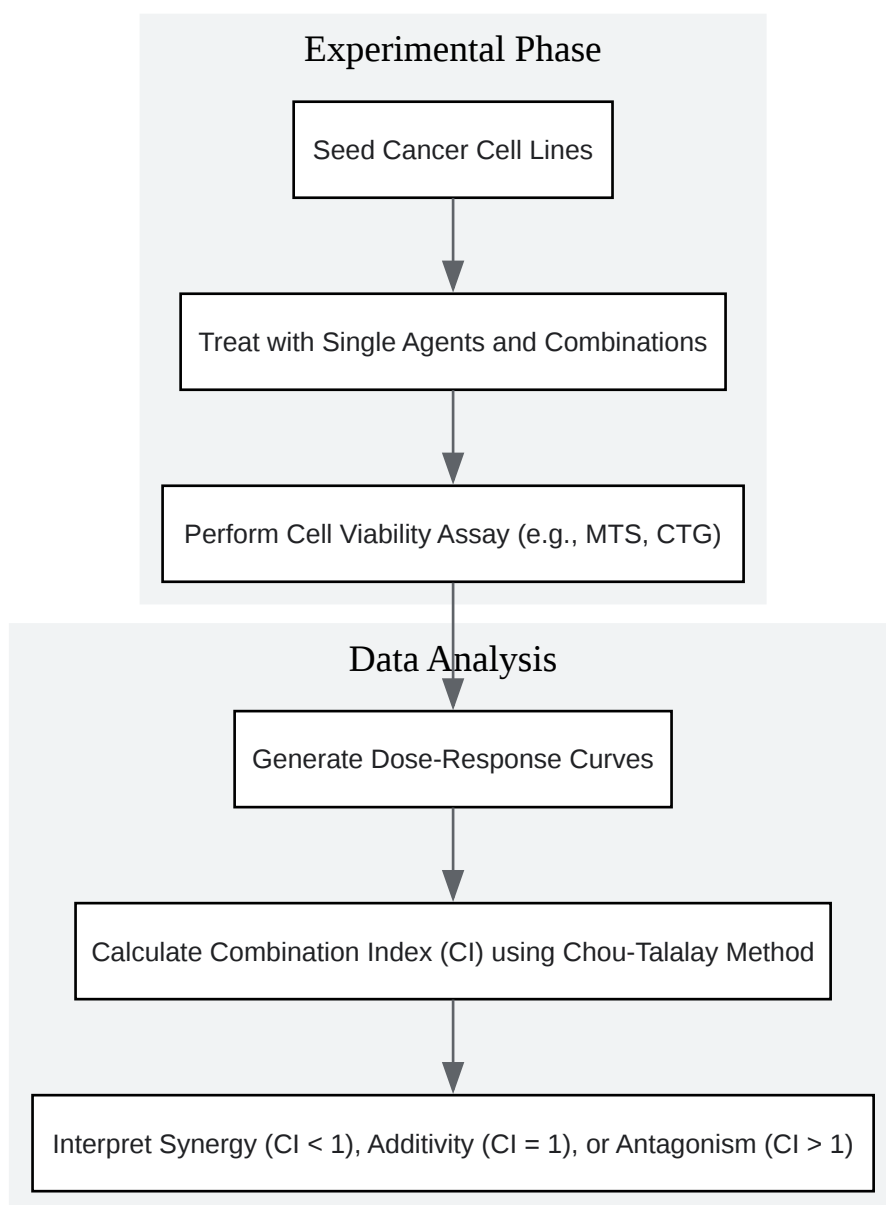 Experimental Phase
Seed Cancer Cell Lines
Treat with Single Agents and Combinations
Perform Cell Viability Assay (e.g., MTS, CTG)
Data Analysis
Generate Dose-Response Curves
Calculate Combination Index (CI) using Chou-Talalay Method
Interpret Synergy (CI < 1), Additivity (CI = 1), or Antagonism (CI > 1)